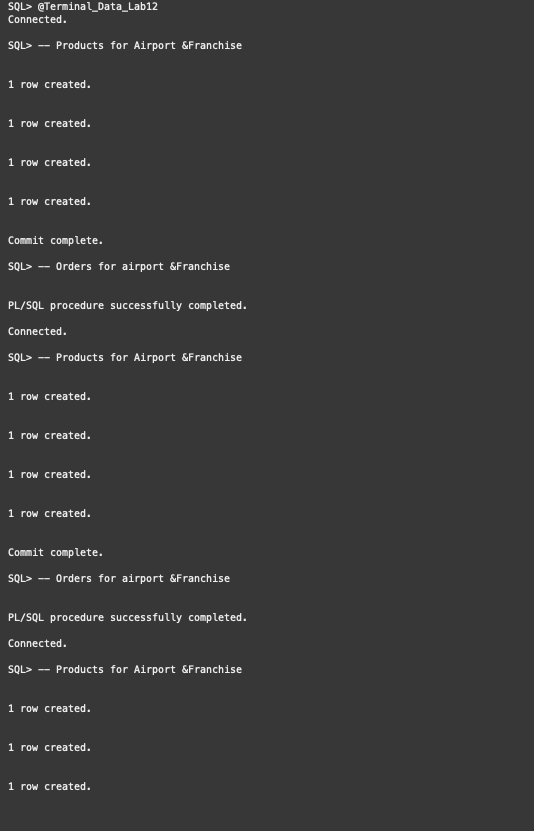 SQL> @Terminal_Data_Lab12
Connected.
SQL> -- Products for Airport &Franchise
1 row created.
1 row created.
1 row created.
1 row created.
Commit complete.
SQL> -- Orders for airport &Franchise
PL/SQL procedure successfully completed.
Connected.
SQL> -- Products for Airport &Franchise
1 row created.
1 row created.
1 row created.
1 row created.
Commit complete.
SQL> -- Orders for airport &Franchise
PL/SQL procedure successfully completed.
Connected.
SQL> -- Products for Airport &Franchise
1 row created.
1 row created.
1 row created.